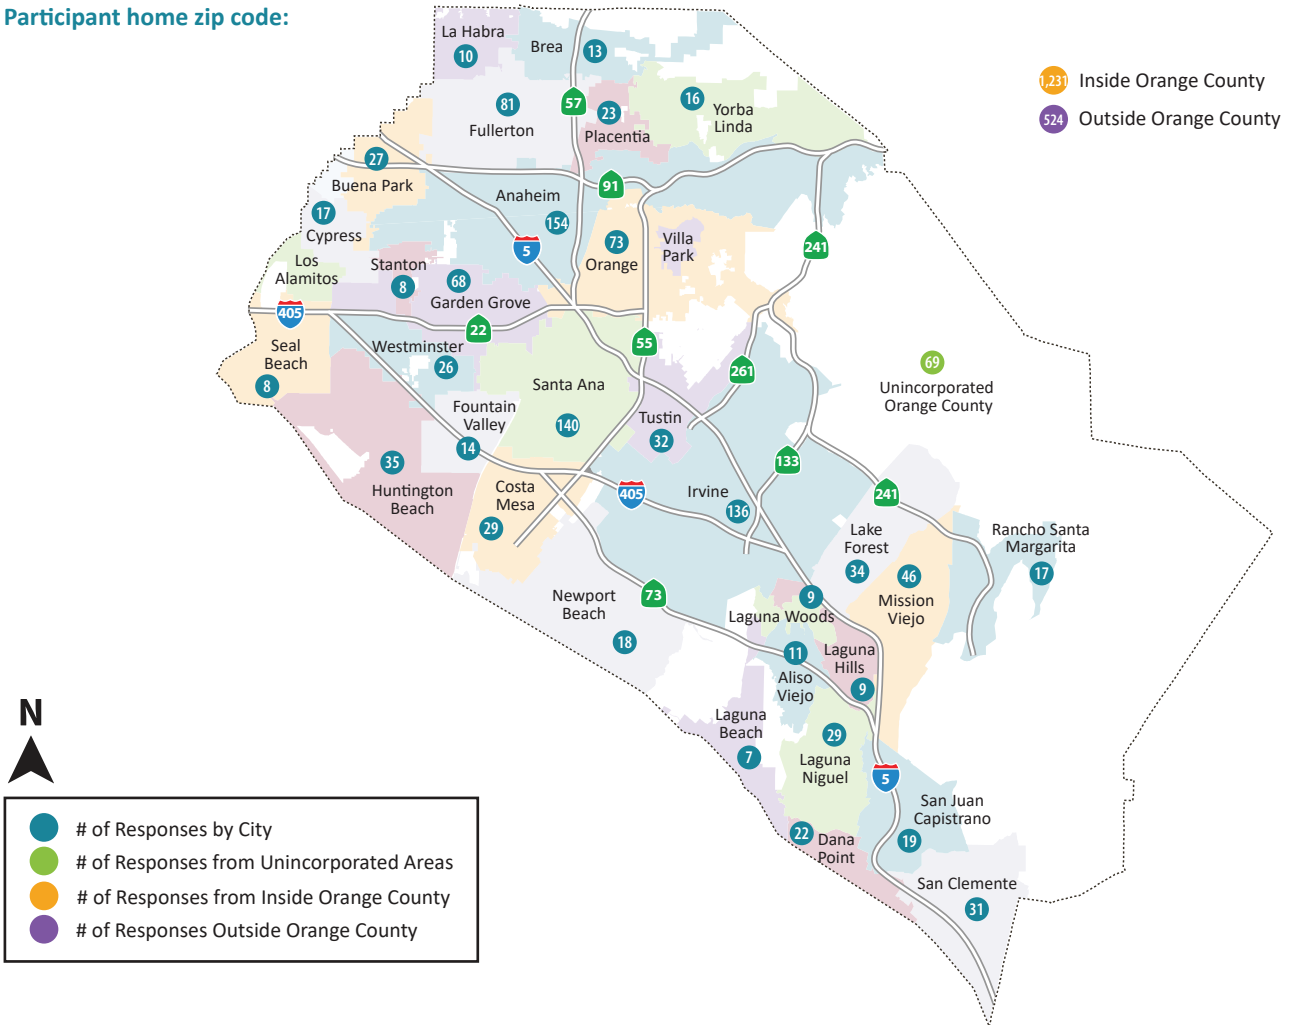 Participant home zip code:
La Habra
10
Brea
13
1,231 Inside Orange County
524 Outside Orange County
81
Fullerton
57
23
Placentia
16
Yorba
Linda
27
Buena Park
91
Anaheim
154
17
Cypress
5
73
Orange
Villa
Park
241
Los
Alamitos
Stanton
8
68
Garden Grove
405
22
55
Seal
Beach
8
Westminster
26
261
69
Unincorporated
Orange County
Santa Ana
140
Fountain
Valley
14
Tustin
32
133
35
Huntington
Beach
Costa
Mesa
29
405
Irvine
136
241
Lake
Forest
34
Rancho Santa
Margarita
17
46
Mission
Viejo
Newport
Beach
18
73
9
Laguna Woods
11
Aliso
Viejo
Laguna
Hills
9
N
Laguna
Beach
7
29
Laguna
Niguel
5
San Juan
Capistrano
19
22
Dana
Point
San Clemente
31
# of Responses by City
# of Responses from Unincorporated Areas
# of Responses from Inside Orange County
# of Responses Outside Orange County